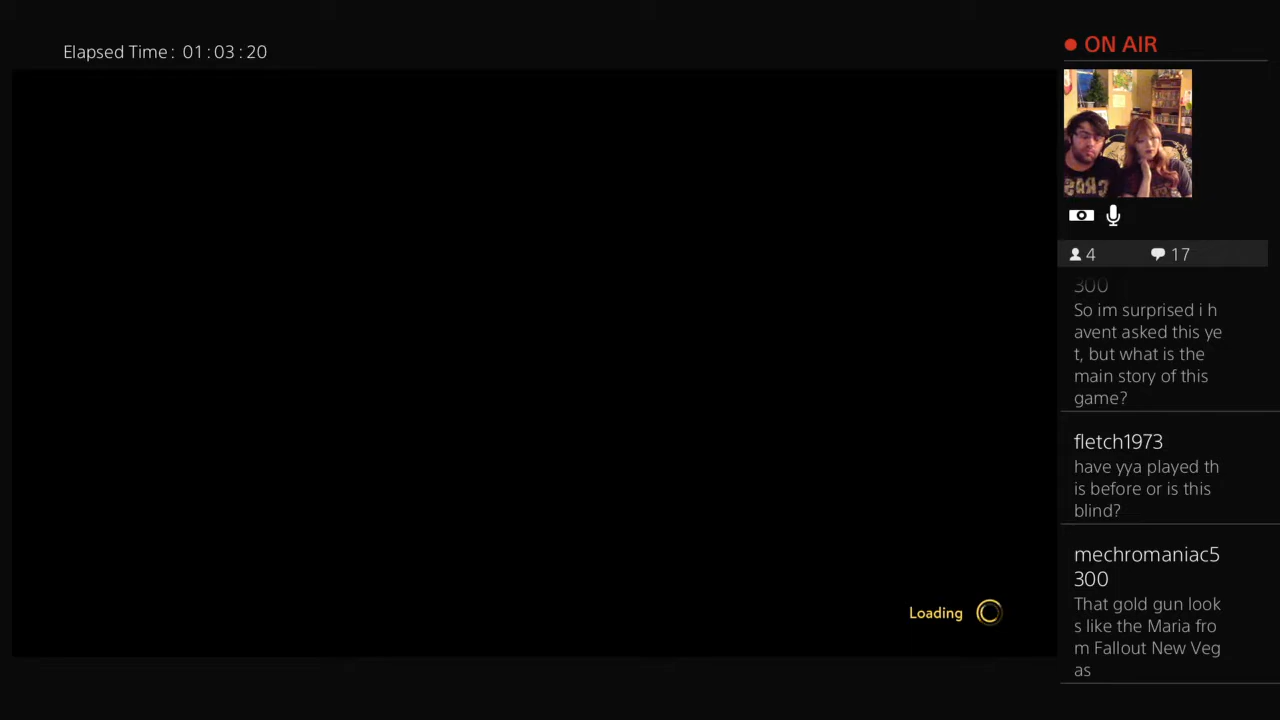 Elapsed Time: 01:03:20
ON AIR
4
17
300
So im surprised i h
avent asked this ye
t, but what is the
main story of this
game?
fletch1973
have yya played th
is before or is this
blind?
mechromaniac5
300
That gold gun look
s like the Maria fro
m Fallout New Veg
as
Loading